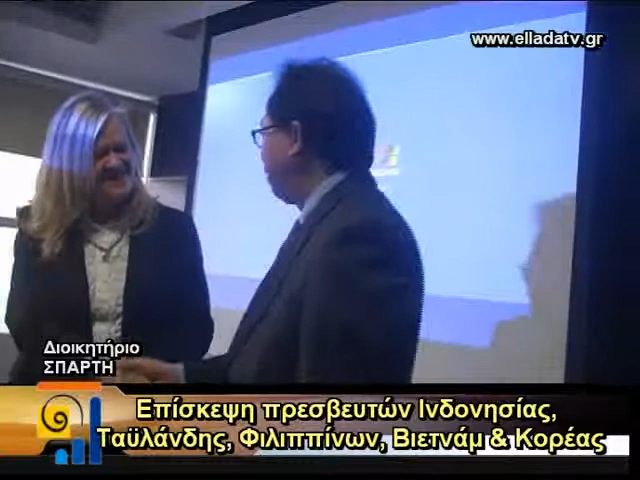 www.elladatv.gr
Διοικητήριο
ΣΠΑΡΤΗ
Επίσκεψη πρεσβευτών Ινδονησίας,
Ταϋλάνδης, Φιλιππίνων, Βιετνάμ & Κορέας